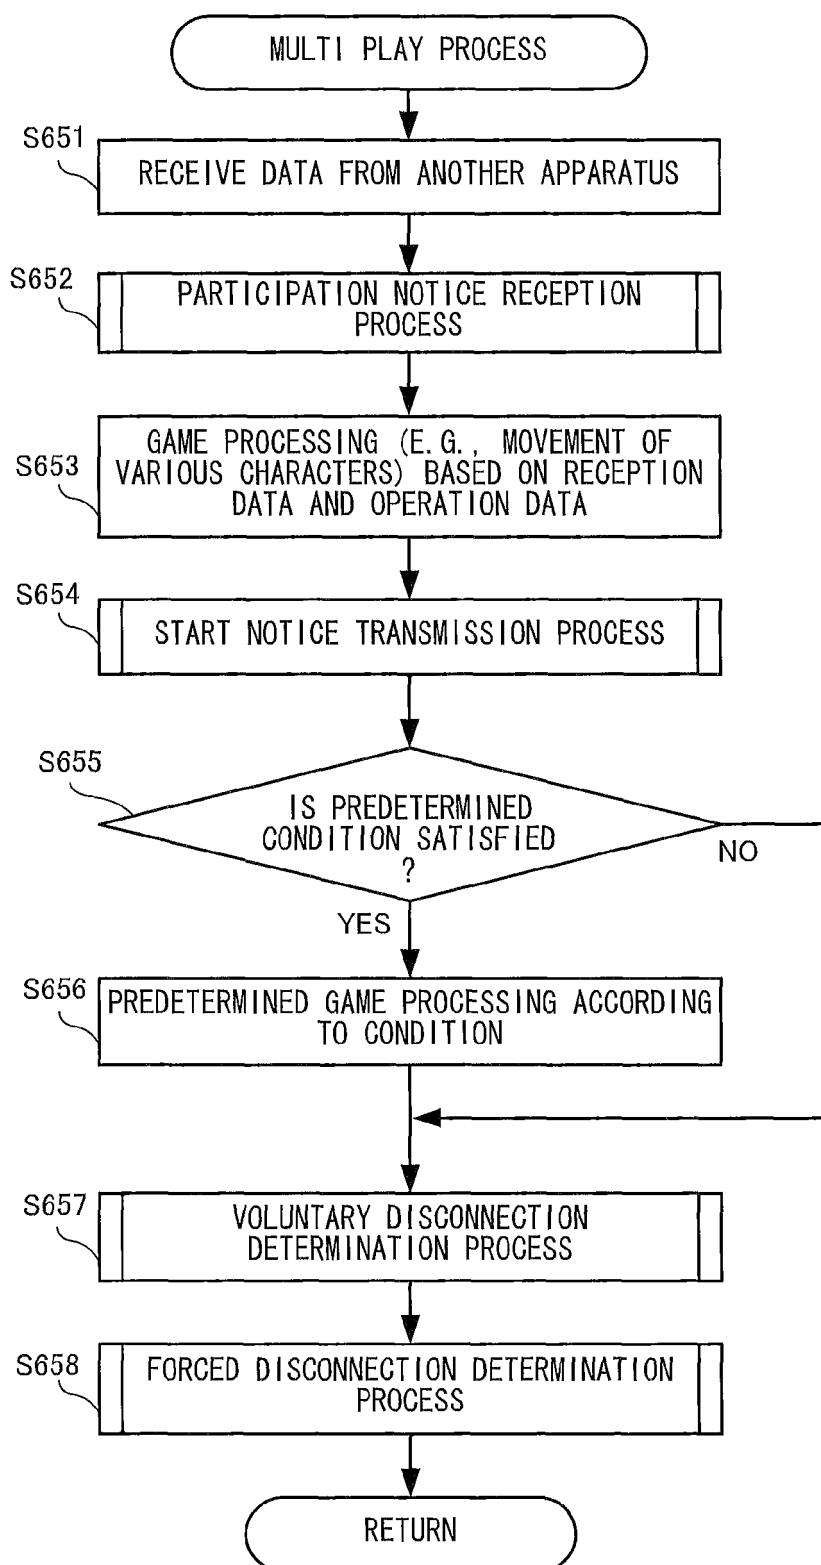 MULTI PLAY PROCESS
S651
RECEIVE DATA FROM ANOTHER APPARATUS
S652
PARTICIPATION NOTICE RECEPTION
PROCESS
S653
GAME PROCESSING (E.G., MOVEMENT OF
VARIOUS CHARACTERS) BASED ON RECEPTION
DATA AND OPERATION DATA
S654
START NOTICE TRANSMISSION PROCESS
S655
IS PREDETERMINED
CONDITION SATISFIED
?
NO
YES
S656
PREDETERMINED GAME PROCESSING ACCORDING
TO CONDITION
S657
VOLUNTARY DISCONNECTION
DETERMINATION PROCESS
S658
FORCED DISCONNECTION DETERMINATION
PROCESS
RETURN